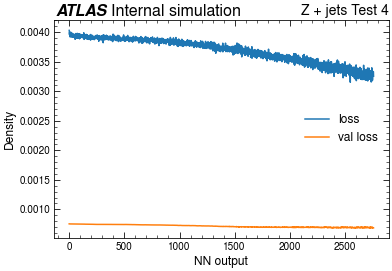 ATLAS Internal simulation
Z + jets Test 4
0.0040
0.0035
0.0030
0.0025
0.0020
0.0015
0.0010
Density
loss
val loss
0
500
1000
1500
2000
2500
NN output